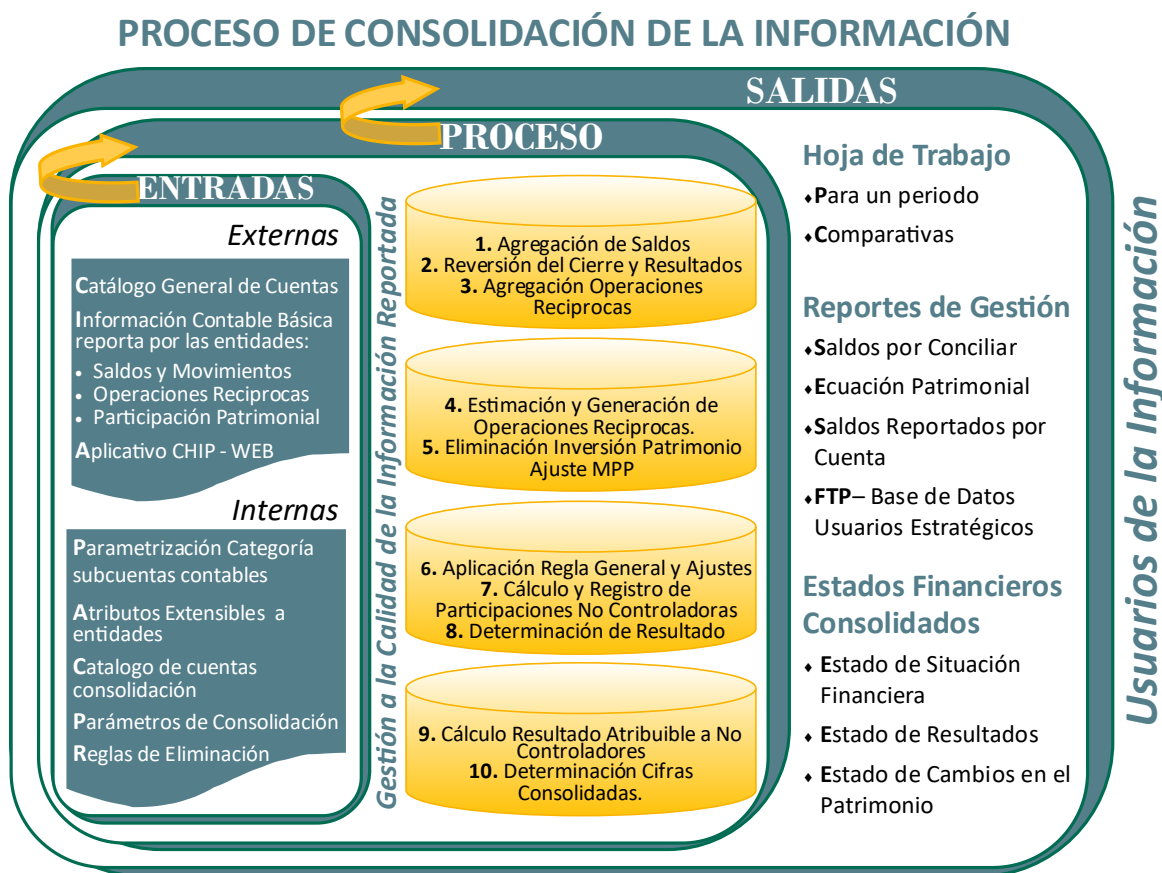 PROCESO DE CONSOLIDACIÓN DE LA INFORMACIÓN
SALIDAS
PROCESO
ENTRADAS
Externas
Catálogo General de Cuentas
Información Contable Básica
reporta por las entidades:
• Saldos y Movimientos
• Operaciones Reciprocas
• Participación Patrimonial
Aplicativo CHIP - WEB
Internas
Parametrización Categoría
subcuentas contables
Atributos Extensibles a
entidades
Catalogo de cuentas
consolidación
Parámetros de Consolidación
Reglas de Eliminación
Gestión a la Calidad de la Información Reportada
1. Agregación de Saldos
2. Reversión del Cierre y Resultados
3. Agregación Operaciones
Reciprocas
4. Estimación y Generación de
Operaciones Reciprocas.
5. Eliminación Inversión Patrimonio
Ajuste MPP
6. Aplicación Regla General y Ajustes
7. Cálculo y Registro de
Participaciones No Controladoras
8. Determinación de Resultado
9. Cálculo Resultado Atribuible a No
Controladores
10. Determinación Cifras
Consolidadas.
Hoja de Trabajo
⬧Para un periodo
⬧Comparativas
Reportes de Gestión
⬧Saldos por Conciliar
⬧Ecuación Patrimonial
⬧Saldos Reportados por
Cuenta
⬧FTP– Base de Datos
Usuarios Estratégicos
Estados Financieros
Consolidados
⬧ Estado de Situación
Financiera
⬧ Estado de Resultados
⬧ Estado de Cambios en el
Patrimonio
Usuarios de la Información